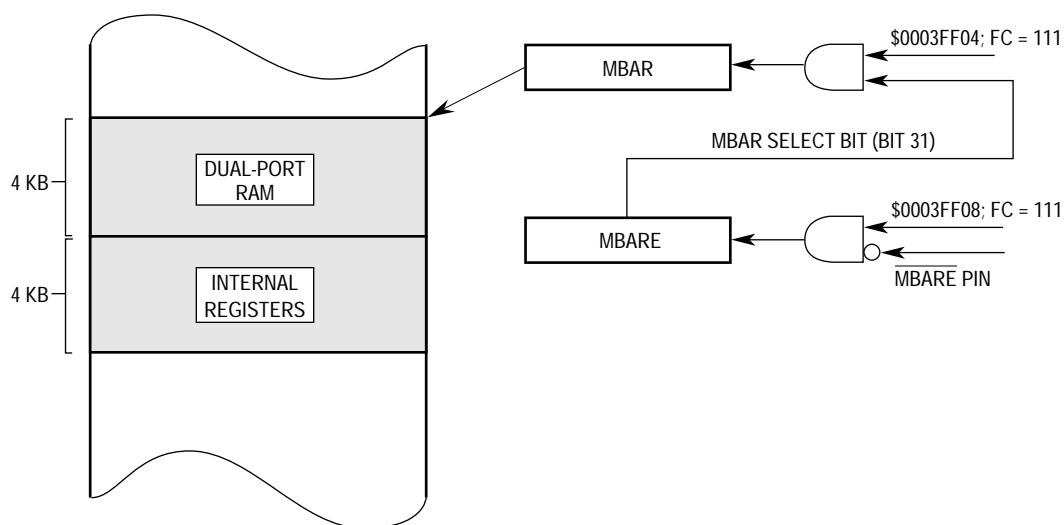 $0003FF04; FC = 111
MBAR
MBAR SELECT BIT (BIT 31)
4 KB
DUAL-PORT
RAM
$0003FF08; FC = 111
MBARE
MBARE PIN
4 KB
INTERNAL
REGISTERS